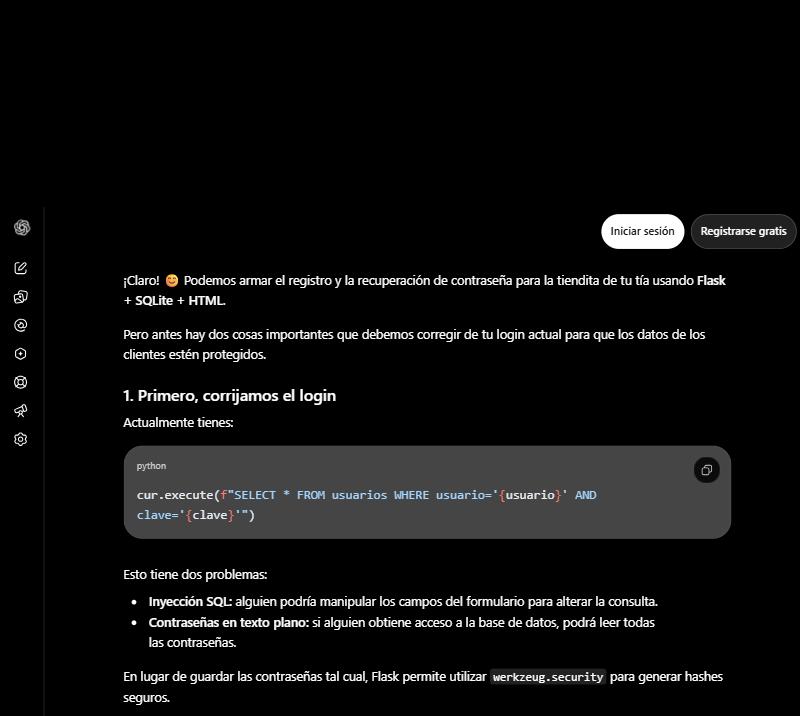 Iniciar sesión
Registrarse gratis
¡Claro! 😊 Podemos armar el registro y la recuperación de contraseña para la tiendita de tu tía usando Flask
+ SQLite + HTML.
Pero antes hay dos cosas importantes que debemos corregir de tu login actual para que los datos de los
clientes estén protegidos.
1. Primero, corrijamos el login
Actualmente tienes:
python
cur.execute(f"SELECT * FROM usuarios WHERE usuario='{usuario}' AND
clave='{clave}'")
Esto tiene dos problemas:
• Inyección SQL: alguien podría manipular los campos del formulario para alterar la consulta.
• Contraseñas en texto plano: si alguien obtiene acceso a la base de datos, podrá leer todas
las contraseñas.
En lugar de guardar las contraseñas tal cual, Flask permite utilizar werkzeug.security para generar hashes
seguros.